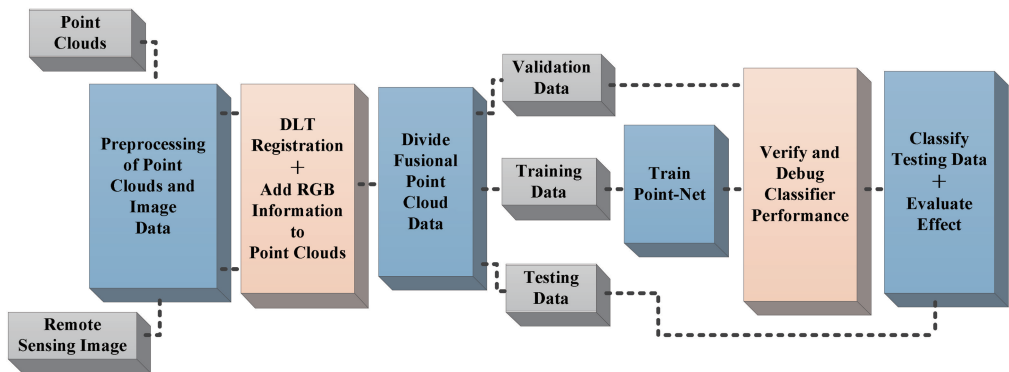 Point
Clouds
Preprocessing
of Point
Clouds and
Image
Data
Remote
Sensing Image
DLT
Registration
+
Add RGB
Information
to
Point Clouds
Divide
Fusional
Point
Cloud
Data
Validation
Data
Training
Data
Testing
Data
Train
Point-Net
Verify and
Debug
Classifier
Performance
Classify
Testing Data
+
Evaluate
Effect